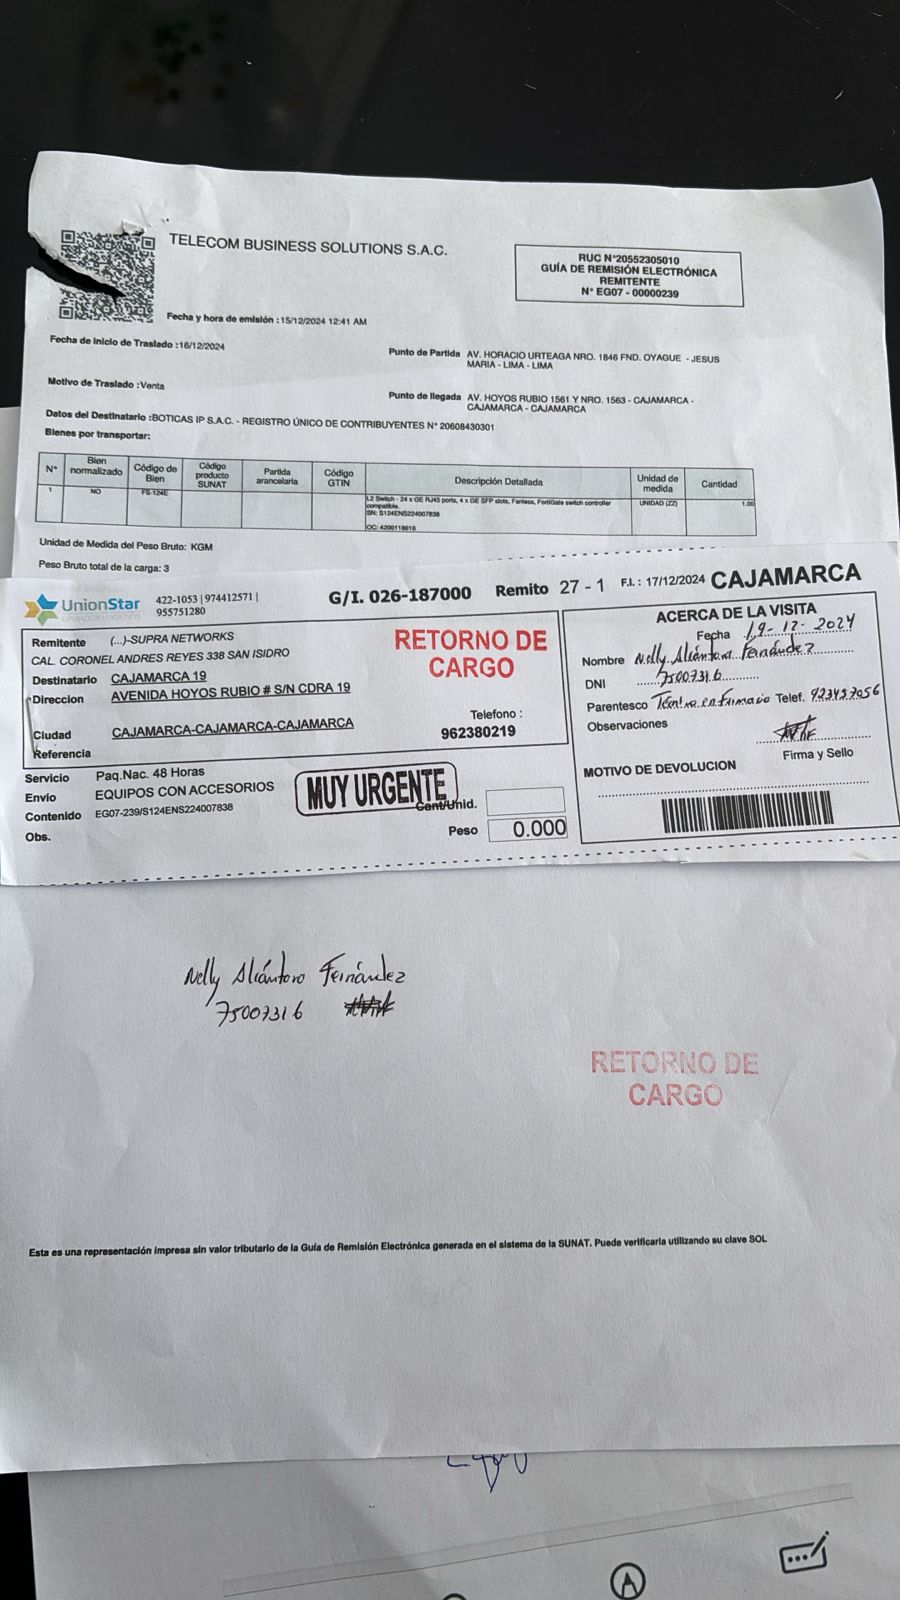 TELECOM BUSINESS SOLUTIONS S.A.C.
RUC N°20552305010
GUÍA DE REMISIÓN ELECTRÓNICA
REMITENTE
N° EG07 - 00000239
Fecha y hora de emisión :15/12/2024 12:41 AM
Fecha de Inicio de Traslado :16/12/2024
Punto de Partida AV. HORACIO URTEAGA NRO. 1846 FND. OYAGUE - JESUS
MARIA - LIMA - LIMA
Motivo de Traslado :Venta
Punto de llegada AV. HOYOS RUBIO 1561 Y NRO. 1563 - CAJAMARCA -
CAJAMARCA - CAJAMARCA
Datos del Destinatario :BOTICAS IP S.A.C. - REGISTRO ÚNICO DE CONTRIBUYENTES N° 20608430301
Bienes por transportar:
N° Bien normalizado Código de Bien Código producto SUNAT Partida arancelaria Código GTIN Descripción Detallada Unidad de medida Cantidad
1 NO FS-124E L2 Switch - 24 x GE RJ45 ports, 4 x GE SFP slots, Fanless, FortiGate switch controller UNIDAD (ZZ) 1.00
compatible.
SN: S124ENS224007838
OC: 4200118616
Unidad de Medida del Peso Bruto: KGM
Peso Bruto total de la carga: 3
UnionStar
422-1053 | 974412571 |
955751280
G/I. 026-187000 Remito 27 - 1 F.I. : 17/12/2024 CAJAMARCA
Remitente (...)-SUPRA NETWORKS
CAL. CORONEL ANDRES REYES 338 SAN ISIDRO
Destinatario CAJAMARCA 19
Direccion AVENIDA HOYOS RUBIO # S/N CDRA 19
Ciudad CAJAMARCA-CAJAMARCA-CAJAMARCA
Referencia
RETORNO DE
CARGO
Telefono :
962380219
Servicio Paq.Nac. 48 Horas
Envio EQUIPOS CON ACCESORIOS
Contenido EG07-239/S124ENS224007838
Obs.
MUY URGENTE
Cant/Unid.
Peso 0.000
ACERCA DE LA VISITA
Fecha 19-12-2024
Nombre Nelly Alcántara Fernández
DNI 75007316
Parentesco Técnica en Farmacia Telef. 923457056
Observaciones
Firma y Sello
MOTIVO DE DEVOLUCION
Nelly Alcántara Fernández
75007316
RETORNO DE
CARGO
Esta es una representación impresa sin valor tributario de la Guía de Remisión Electrónica generada en el sistema de la SUNAT. Puede verificarla utilizando su clave SOL